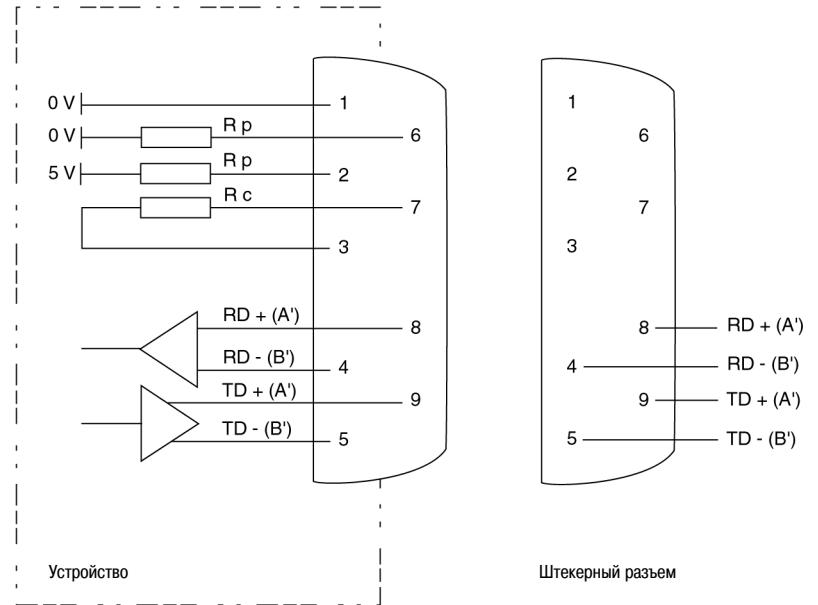 0 V
1
1
0 V
R p
6
6
5 V
R p
2
2
R c
7
7
3
3
RD + (A')
8
8
RD + (A')
RD - (B')
4
4
RD - (B')
TD + (A')
9
9
TD + (A')
TD - (B')
5
5
TD - (B')
Устройство
Штекерный разъем